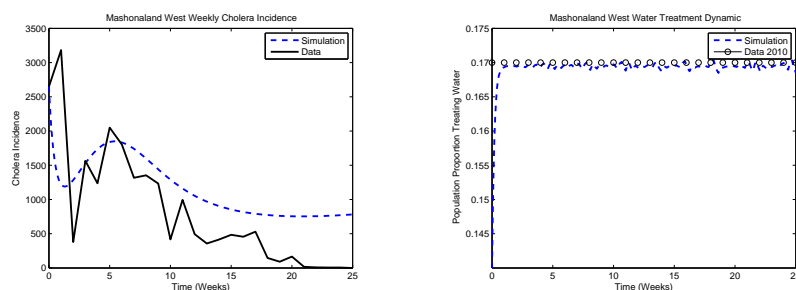 Mashonaland West Weekly Cholera Incidence
3500
3000
2500
2000
1500
1000
500
0
Cholera Incidence
Simulation
Data
0 5 10 15 20 25
Time (Weeks)
Mashonaland West Water Treatment Dynamic
0.175
0.17
0.165
0.16
0.155
0.15
0.145
Population Proportion Treating Water
Simulation
Data 2010
0 5 10 15 20 25
Time (Weeks)